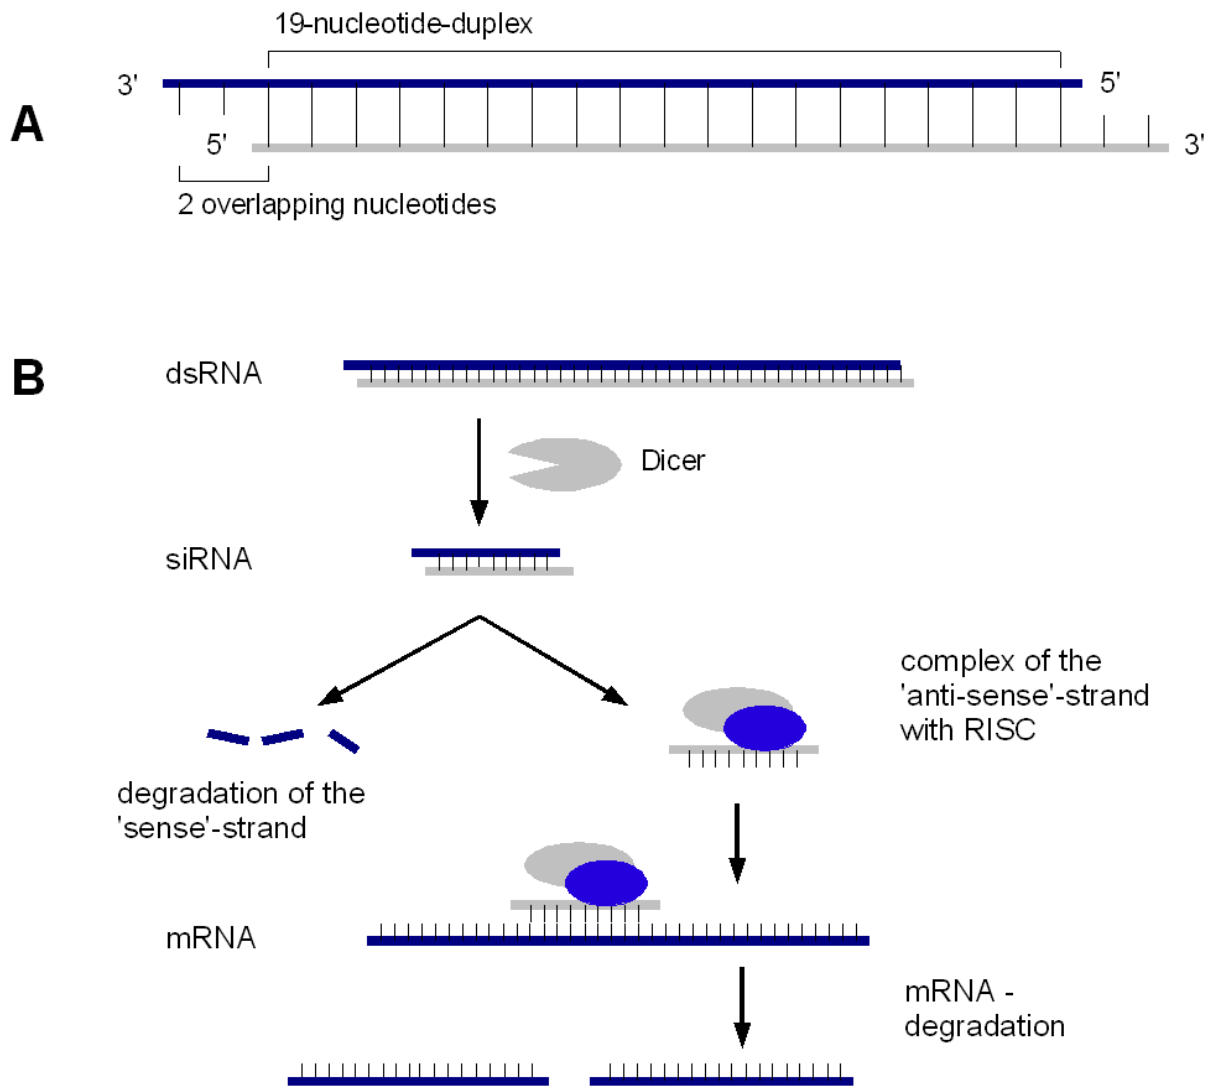 19-nucleotide-duplex
3'
5'
A
5'
3'
2 overlapping nucleotides
B
dsRNA
Dicer
siRNA
complex of the
'anti-sense'-strand
with RISC
degradation of the
'sense'-strand
mRNA
mRNA -
degradation